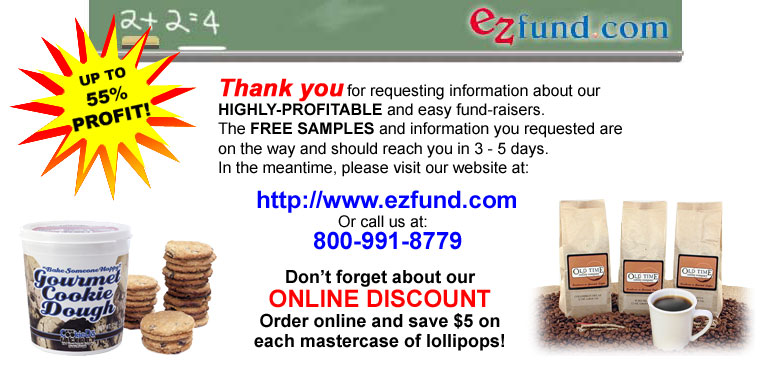 2+2=4
ezfund.com
UP TO
55%
PROFIT!
Thank you for requesting information about our
HIGHLY-PROFITABLE and easy fund-raisers.
The FREE SAMPLES and information you requested are
on the way and should reach you in 3 - 5 days.
In the meantime, please visit our website at:
http://www.ezfund.com
Or call us at:
800-991-8779
Don't forget about our
ONLINE DISCOUNT
Order online and save $5 on
each mastercase of lollipops!
Bake Someone Happy
Gourmet
Cookie
Dough
OLD TIME
OLD TIME
OLD TIME